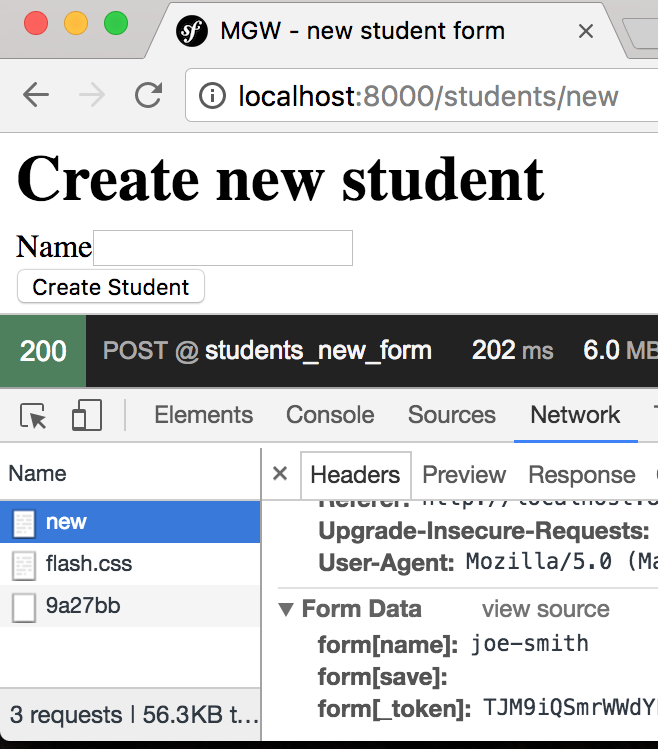 MGW - new student form
localhost:8000/students/new
Create new student
Name
Create Student
200 POST @ students_new_form 202 ms 6.0 MB
Elements Console Sources Network
Name
Headers Preview Response
new
flash.css
9a27bb
3 requests | 56.3KB t...
Referer:
Upgrade-Insecure-Requests:
User-Agent: Mozilla/5.0 (Ma
Form Data view source
form[name]: joe-smith
form[save]:
form[_token]: TJM9iQSmrWWdY